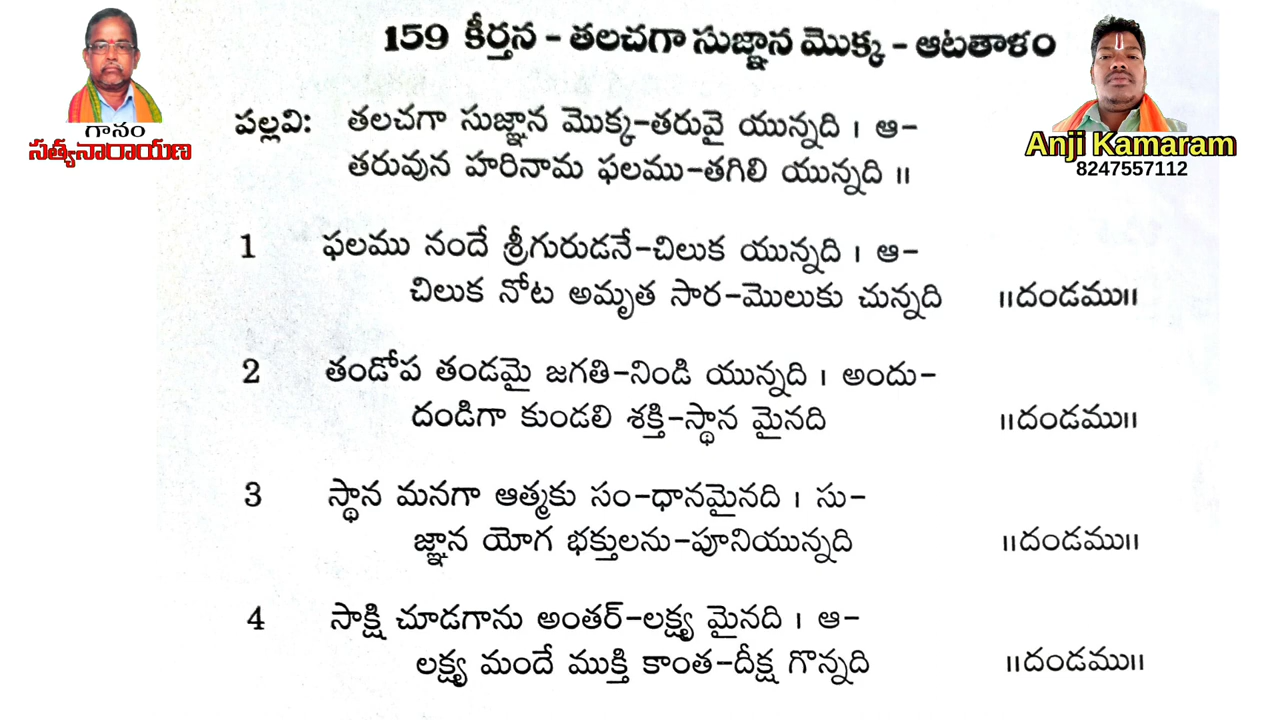 159 కీర్తన - తలచగా సుజ్ఞాన మొక్క - ఆటతాళం
గానం
సత్యనారాయణ
Anji Kamaram
8247557112
పల్లవి: తలచగా సుజ్ఞాన మొక్క-తరువై యున్నది । ఆ-
తరువున హరినామ ఫలము-తగిలి యున్నది ॥
1 ఫలము నందే శ్రీగురుడనే-చిలుక యున్నది । ఆ-
చిలుక నోట అమృత సార-మొలుకు చున్నది ॥దండము॥
2 తండోప తండమై జగతి-నిండి యున్నది । అందు-
దండిగా కుండలి శక్తి-స్థాన మైనది ॥దండము॥
3 స్థాన మనగా ఆత్మకు సం-ధానమైనది । సు-
జ్ఞాన యోగ భక్తులను-పూనియున్నది ॥దండము॥
4 సాక్షి చూడగాను అంతర్-లక్ష్య మైనది । ఆ-
లక్ష్య మందే ముక్తి కాంత-దీక్ష గొన్నది ॥దండము॥